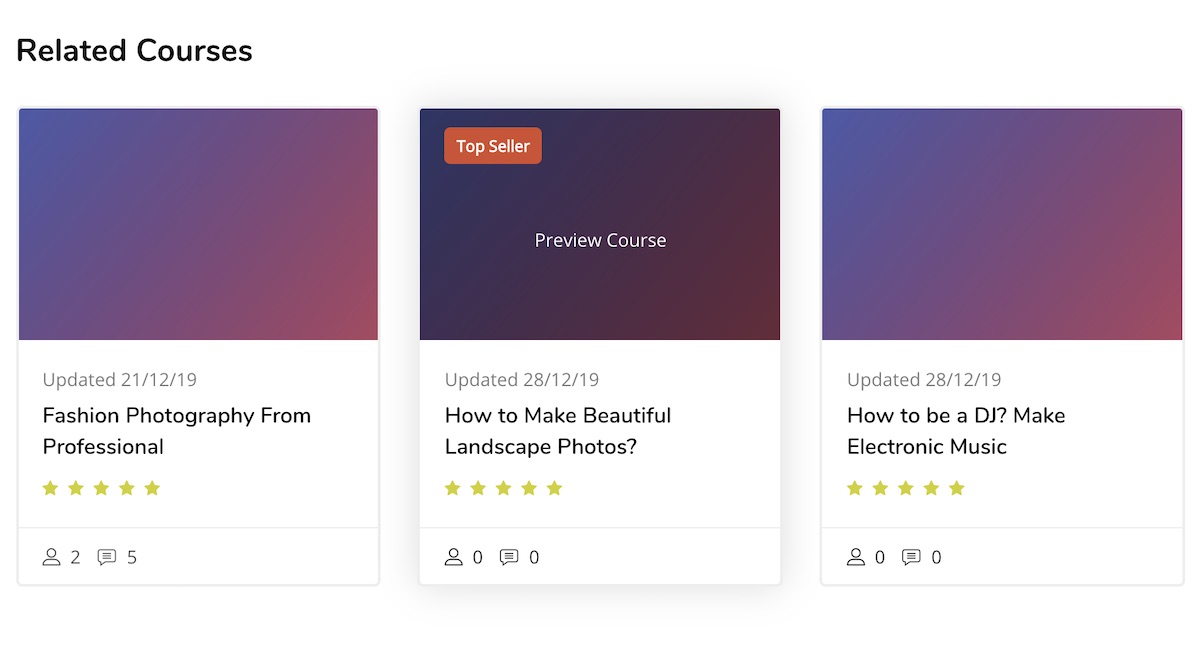 Related Courses
Updated 21/12/19
Fashion Photography From
Professional
2 5
Top Seller
Preview Course
Updated 28/12/19
How to Make Beautiful
Landscape Photos?
0 0
Updated 28/12/19
How to be a DJ? Make
Electronic Music
0 0